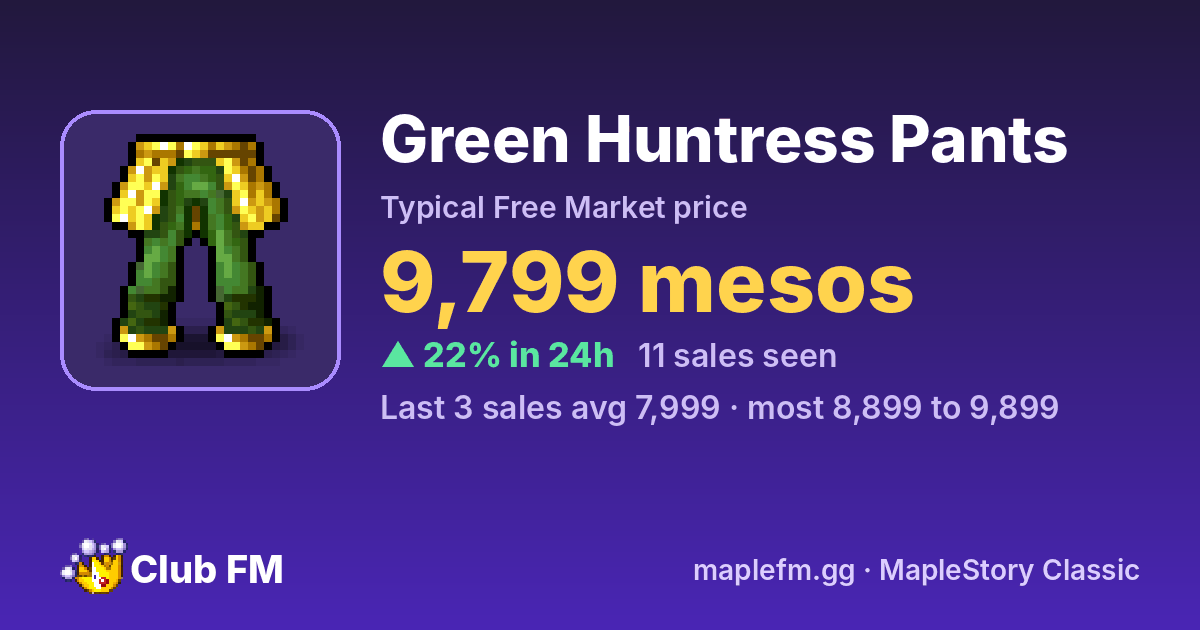 Green Huntress Pants
Typical Free Market price
9,799 mesos
▲ 22% in 24h 11 sales seen
Last 3 sales avg 7,999 · most 8,899 to 9,899
Club FM
maplefm.gg · MapleStory Classic